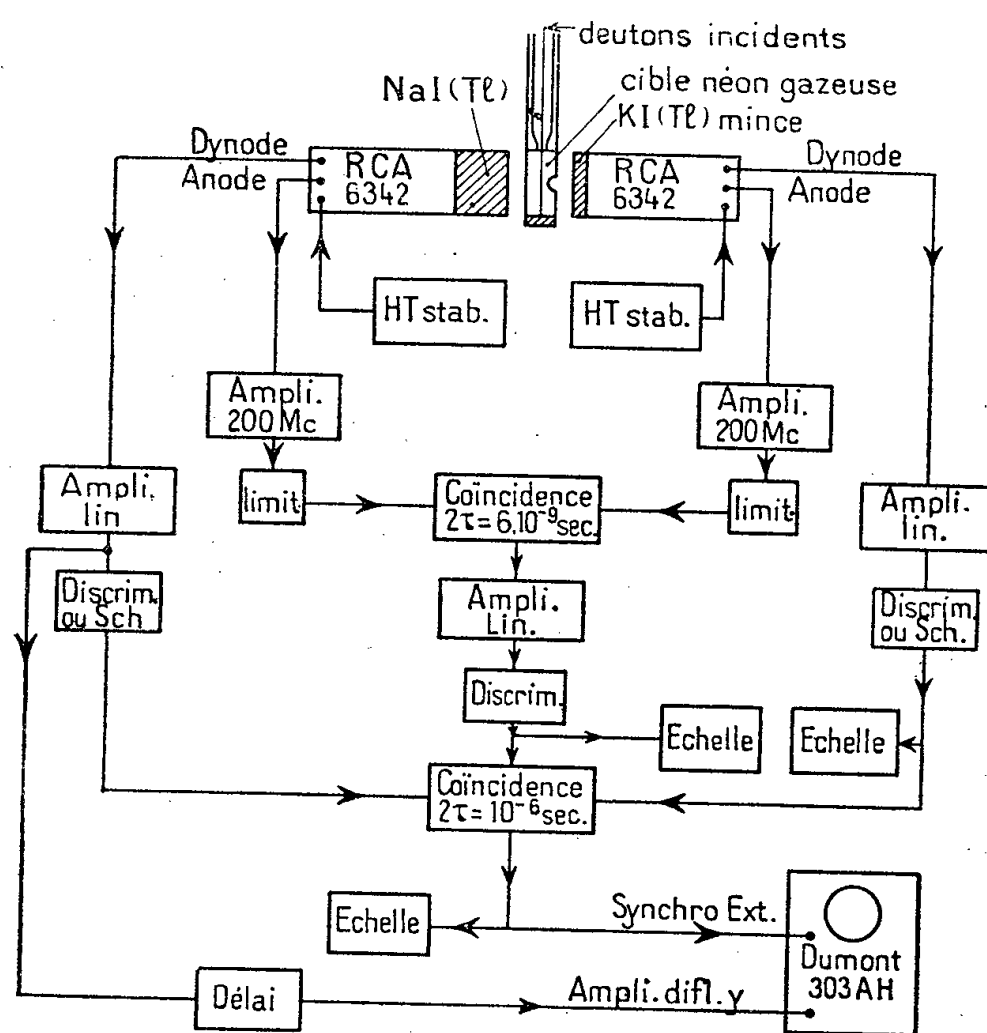 deutons incidents
cible néon gazeuse
NaI(Tl)
KI(Tl) mince
Dynode
Anode
RCA
6342
RCA
6342
Dynode
Anode
HT stab.
HT stab.
Ampli.
200 Mc
Ampli.
200 Mc
Ampli.
lin
limit
Coïncidence
2τ = 6.10⁻⁹ sec.
limit
Ampli.
lin.
Discrim.
ou Sch
Ampli.
Lin.
Discrim.
ou Sch.
Discrim.
Echelle
Echelle
Coïncidence
2τ = 10⁻⁶ sec.
Echelle
Synchro Ext.
Dumont
303 AH
Délai
Ampli. difl. y